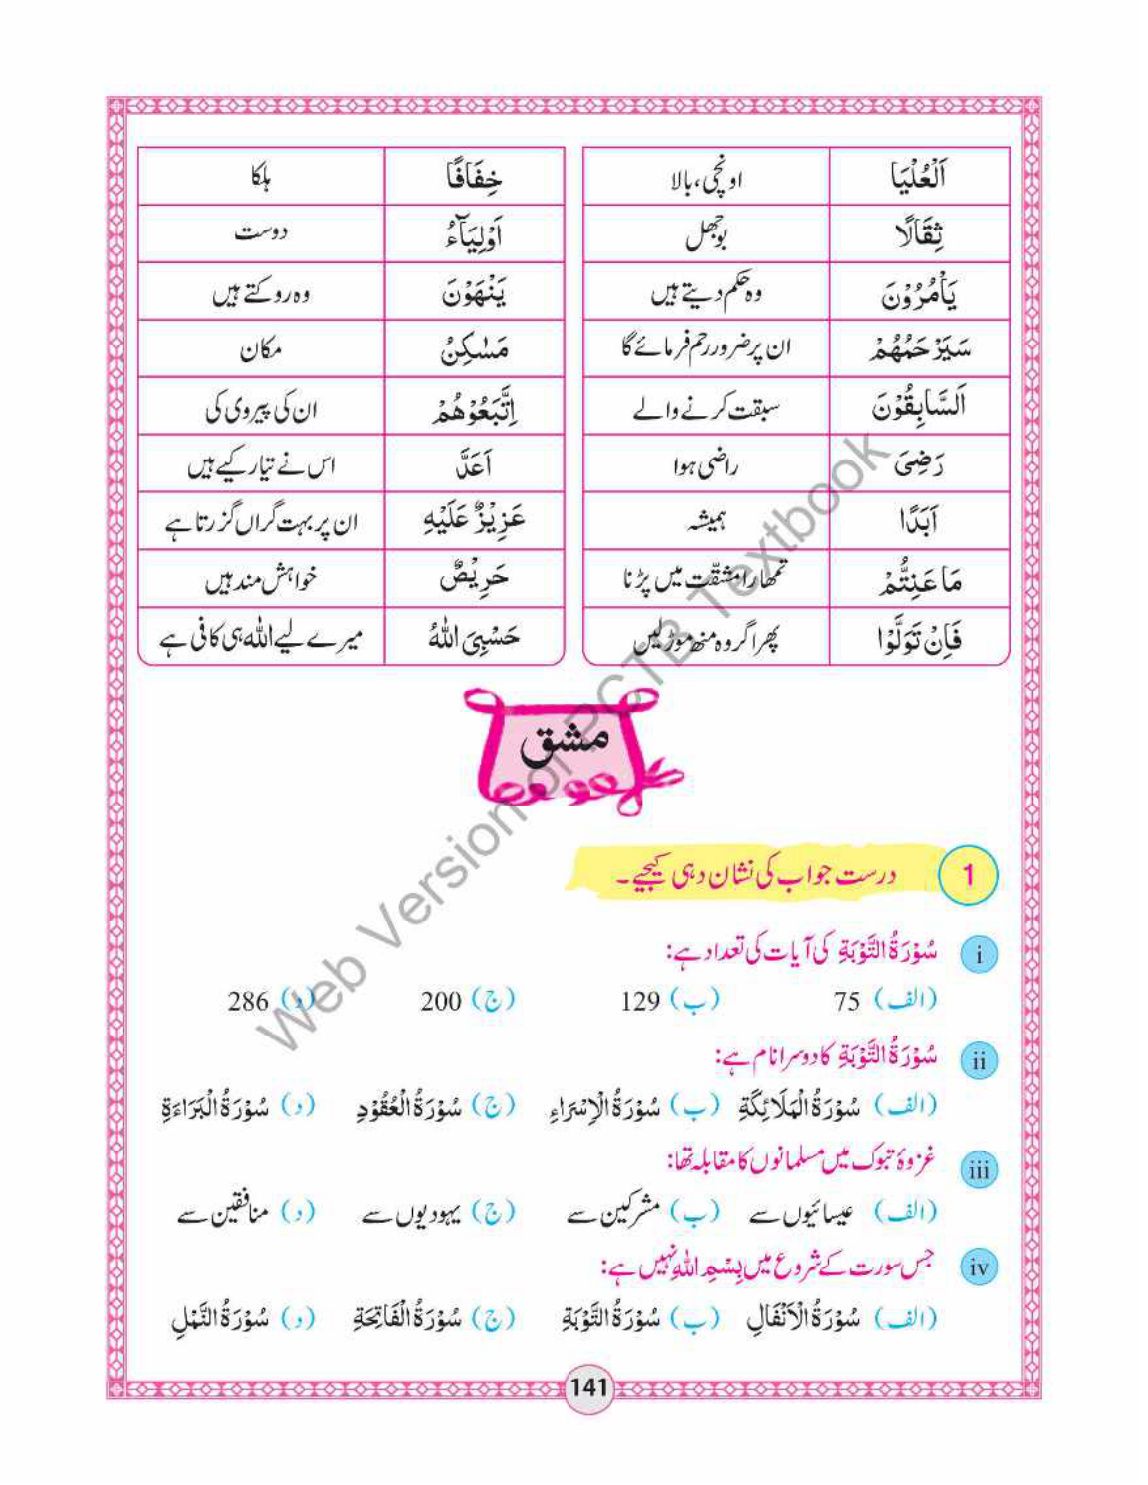 اَلْعُلْيَا اونچی، بالا خِفَافًا ہلکا
ثِقَالًا بوجھل اَوْلِيَآءُ دوست
يَأْمُرُوْنَ وہ حکم دیتے ہیں يَنْهَوْنَ وہ روکتے ہیں
سَيَرْحَمُهُمْ ان پر ضرور رحم فرمائے گا مَسٰكِنُ مکان
اَلسَّابِقُوْنَ سبقت کرنے والے اِتَّبَعُوْهُمْ ان کی پیروی کی
رَضِیَ راضی ہوا اَعَدَّ اس نے تیار کیے ہیں
اَبَدًا ہمیشہ عَزِيْزٌ عَلَيْهِ ان پر بہت گراں گزرتا ہے
مَا عَنِتُّمْ تمھارا مشقّت میں پڑنا حَرِيْصٌ خواہش مند ہیں
فَاِنْ تَوَلَّوْا پھر اگر وہ منھ موڑ لیں حَسْبِیَ اللّٰهُ میرے لیے اللہ ہی کافی ہے
مشق
1 درست جواب کی نشان دہی کیجیے۔
i سُوْرَةُ التَّوْبَةِ کی آیات کی تعداد ہے:
(الف) 75 (ب) 129 (ج) 200 (د) 286
ii سُوْرَةُ التَّوْبَةِ کا دوسرا نام ہے:
(الف) سُوْرَةُ الْمَلَائِكَةِ (ب) سُوْرَةُ الْاِسْرَاءِ (ج) سُوْرَةُ الْعُقُوْدِ (د) سُوْرَةُ الْبَرَاءَةِ
iii غزوۂ تبوک میں مسلمانوں کا مقابلہ تھا:
(الف) عیسائیوں سے (ب) مشرکین سے (ج) یہودیوں سے (د) منافقین سے
iv جس سورت کے شروع میں بِسْمِ اللّٰهِ نہیں ہے:
(الف) سُوْرَةُ الْاَنْفَالِ (ب) سُوْرَةُ التَّوْبَةِ (ج) سُوْرَةُ الْفَاتِحَةِ (د) سُوْرَةُ النَّمْلِ
141
Web Version of PCTB Textbook